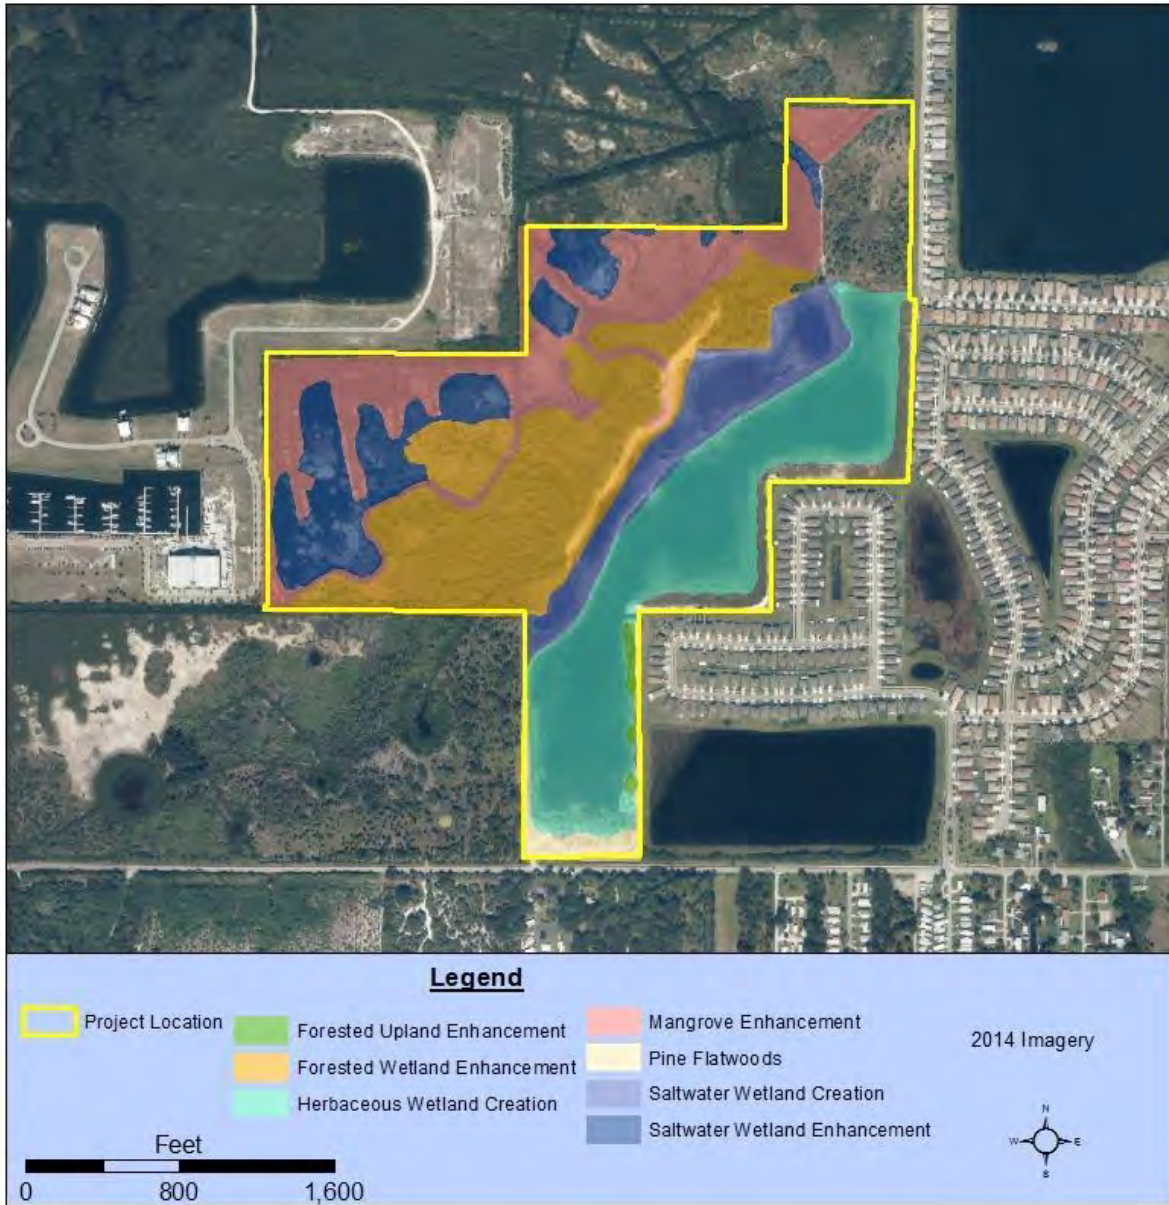 Legend
Project Location
Forested Upland Enhancement
Forested Wetland Enhancement
Herbaceous Wetland Creation
Mangrove Enhancement
Pine Flatwoods
Saltwater Wetland Creation
Saltwater Wetland Enhancement
2014 Imagery
N
W E
S
Feet
0 800 1,600